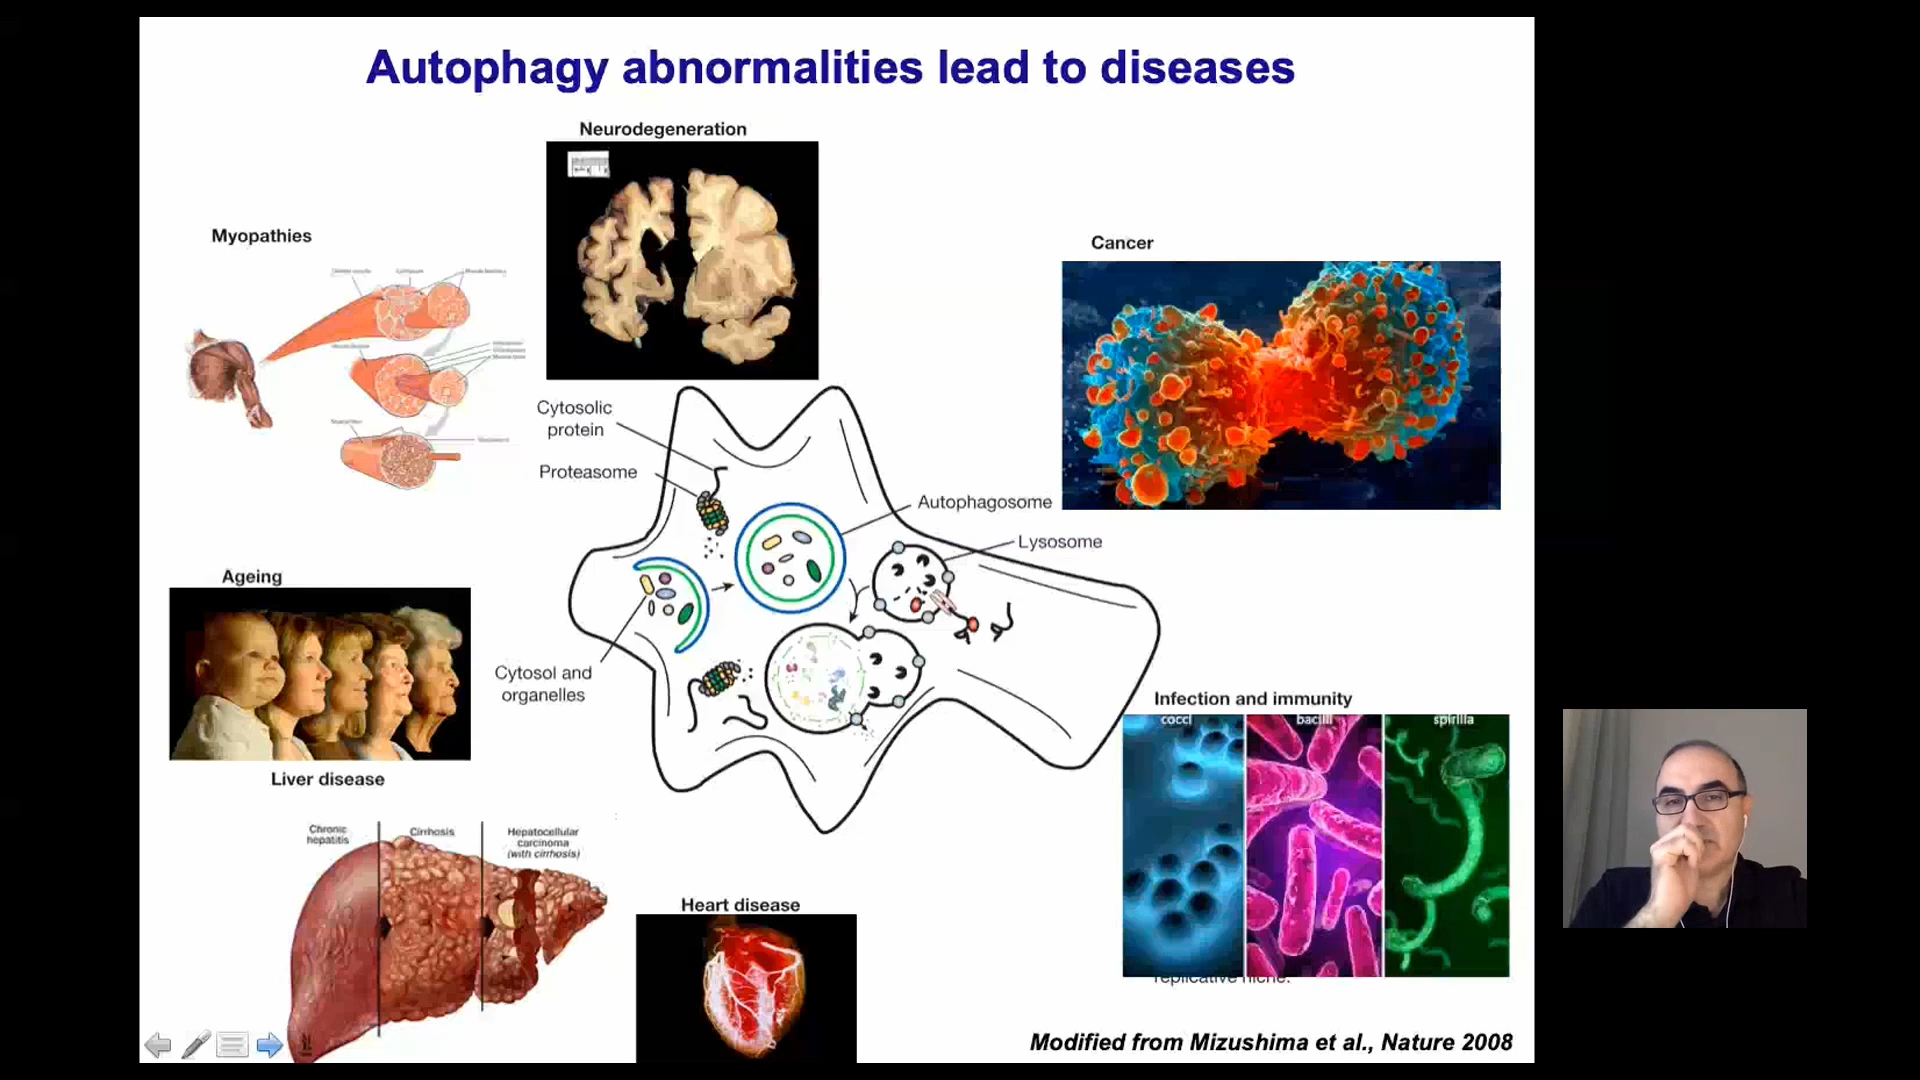 Autophagy abnormalities lead to diseases
Neurodegeneration
Myopathies
Cancer
Cytosolic
protein
Proteasome
Autophagosome
Lysosome
Ageing
Cytosol and
organelles
Infection and immunity
cocci
bacilli
spirilla
Liver disease
Chronic
hepatitis
Cirrhosis
Hepatocellular
carcinoma
(with cirrhosis)
Heart disease
replicative niche.
Modified from Mizushima et al., Nature 2008